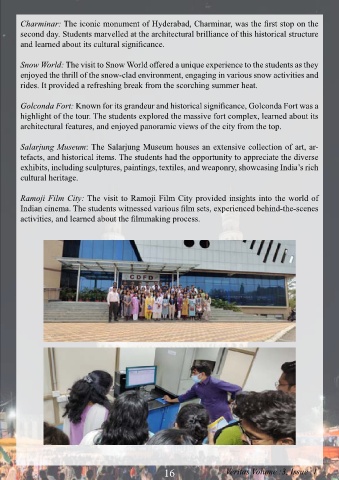 Charminar: The iconic monument of Hyderabad, Charminar, was the first stop on the
second day. Students marvelled at the architectural brilliance of this historical structure
and learned about its cultural significance.
Snow World: The visit to Snow World offered a unique experience to the students as they
enjoyed the thrill of the snow-clad environment, engaging in various snow activities and
rides. It provided a refreshing break from the scorching summer heat.
Golconda Fort: Known for its grandeur and historical significance, Golconda Fort was a
highlight of the tour. The students explored the massive fort complex, learned about its
architectural features, and enjoyed panoramic views of the city from the top.
Salarjung Museum: The Salarjung Museum houses an extensive collection of art, ar-
tefacts, and historical items. The students had the opportunity to appreciate the diverse
exhibits, including sculptures, paintings, textiles, and weaponry, showcasing India's rich
cultural heritage.
Ramoji Film City: The visit to Ramoji Film City provided insights into the world of
Indian cinema. The students witnessed various film sets, experienced behind-the-scenes
activities, and learned about the filmmaking process.
CDFD
16
Veritas Volume: 3, Issue: 1